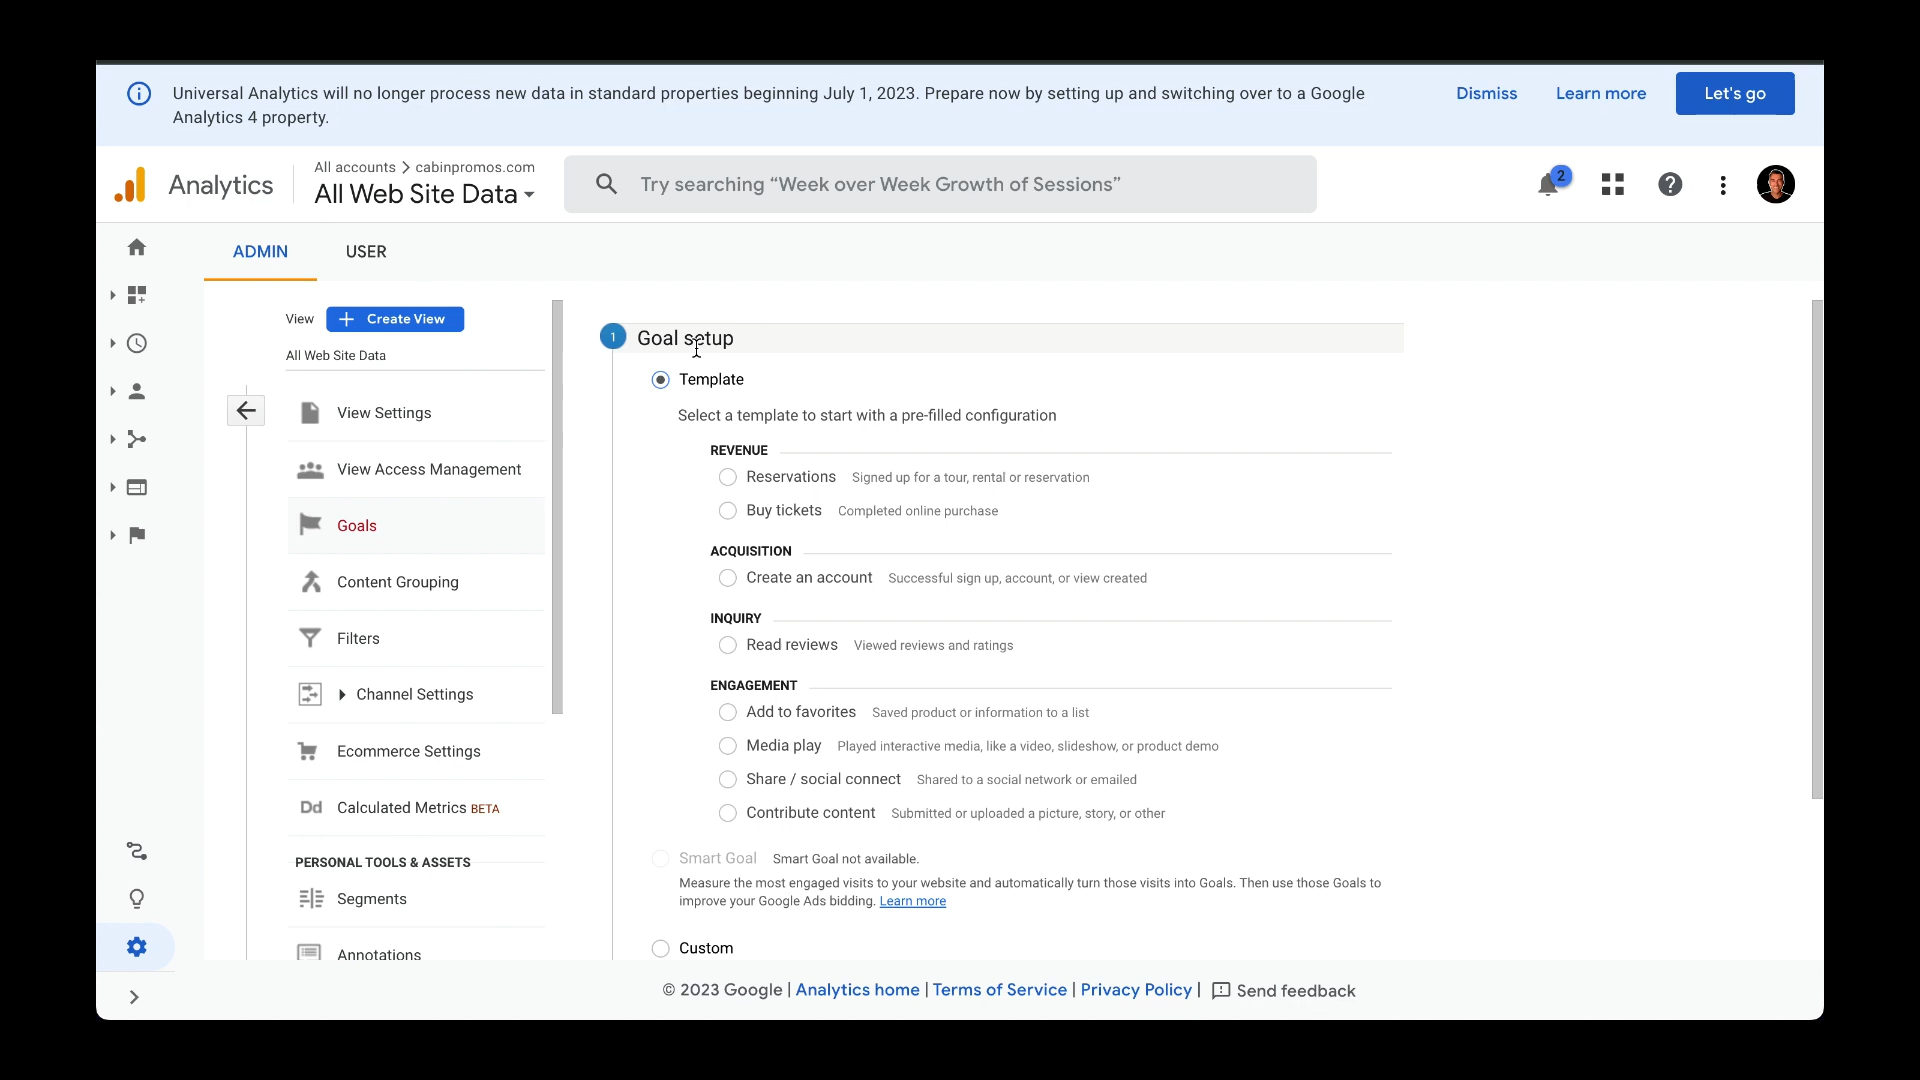 Universal Analytics will no longer process new data in standard properties beginning July 1, 2023. Prepare now by setting up and switching over to a Google
Analytics 4 property.
Dismiss
Learn more
Let's go
Analytics
All accounts > cabinpromos.com
All Web Site Data
Try searching “Week over Week Growth of Sessions”
2
ADMIN
USER
View
+ Create View
All Web Site Data
View Settings
View Access Management
Goals
Content Grouping
Filters
Channel Settings
Ecommerce Settings
Dd Calculated Metrics BETA
PERSONAL TOOLS & ASSETS
Segments
Annotations
1 Goal setup
Template
Select a template to start with a pre-filled configuration
REVENUE
Reservations Signed up for a tour, rental or reservation
Buy tickets Completed online purchase
ACQUISITION
Create an account Successful sign up, account, or view created
INQUIRY
Read reviews Viewed reviews and ratings
ENGAGEMENT
Add to favorites Saved product or information to a list
Media play Played interactive media, like a video, slideshow, or product demo
Share / social connect Shared to a social network or emailed
Contribute content Submitted or uploaded a picture, story, or other
Smart Goal Smart Goal not available.
Measure the most engaged visits to your website and automatically turn those visits into Goals. Then use those Goals to
improve your Google Ads bidding. Learn more
Custom
© 2023 Google | Analytics home | Terms of Service | Privacy Policy | Send feedback